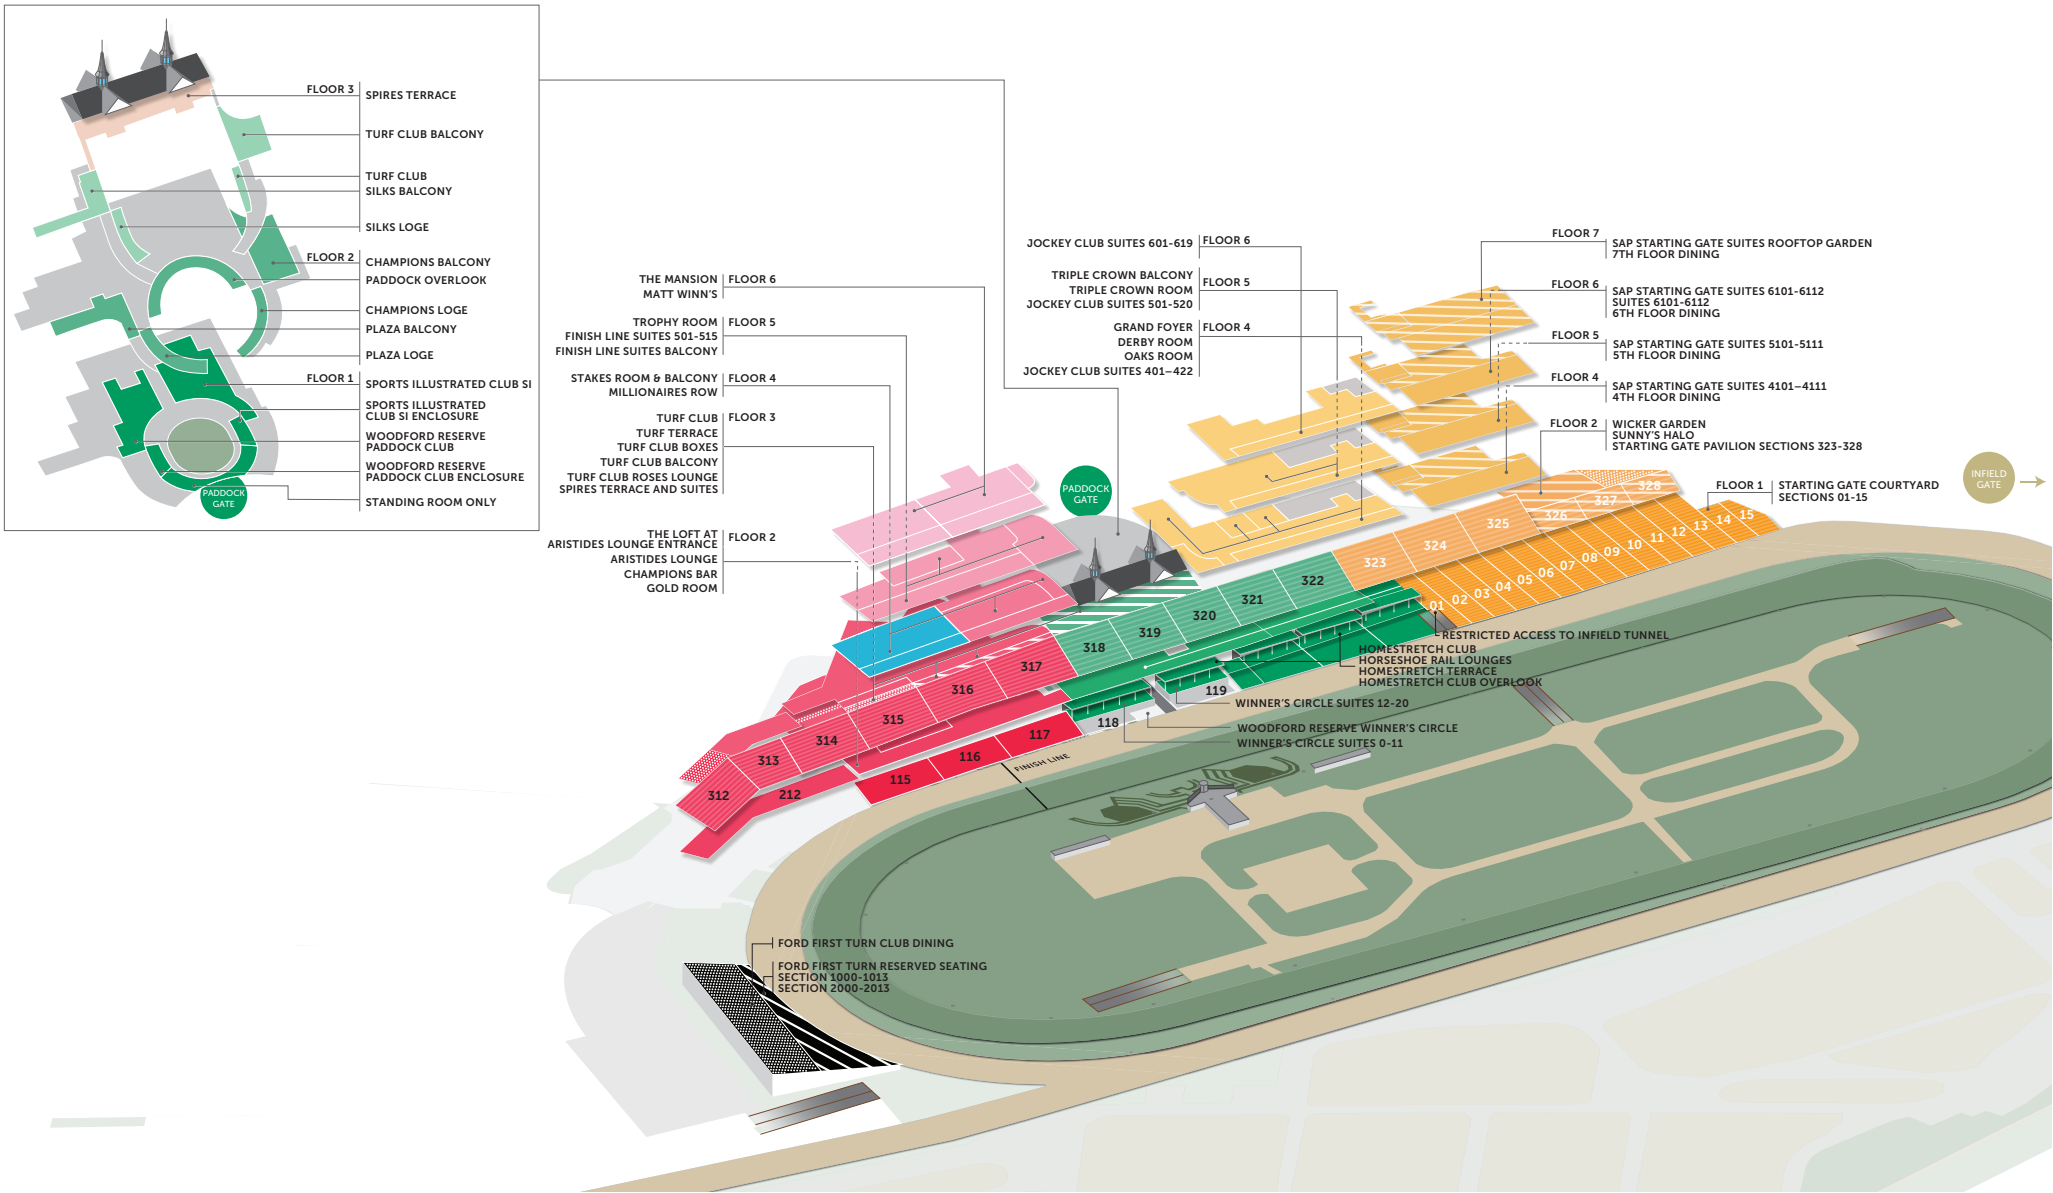 FLOOR 3
SPIRES TERRACE
TURF CLUB BALCONY
TURF CLUB
SILKS BALCONY
SILKS LOGE
FLOOR 2
CHAMPIONS BALCONY
PADDOCK OVERLOOK
CHAMPIONS LOGE
PLAZA BALCONY
PLAZA LOGE
FLOOR 1
SPORTS ILLUSTRATED CLUB SI
SPORTS ILLUSTRATED
CLUB SI ENCLOSURE
WOODFORD RESERVE
PADDOCK CLUB
WOODFORD RESERVE
PADDOCK CLUB ENCLOSURE
STANDING ROOM ONLY
PADDOCK
GATE
THE MANSION
MATT WINN'S
FLOOR 6
TROPHY ROOM
FINISH LINE SUITES 501-515
FINISH LINE SUITES BALCONY
FLOOR 5
STAKES ROOM & BALCONY
MILLIONAIRES ROW
FLOOR 4
TURF CLUB
TURF TERRACE
TURF CLUB BOXES
TURF CLUB BALCONY
TURF CLUB ROSES LOUNGE
SPIRES TERRACE AND SUITES
FLOOR 3
THE LOFT AT
ARISTIDES LOUNGE ENTRANCE
ARISTIDES LOUNGE
CHAMPIONS BAR
GOLD ROOM
FLOOR 2
PADDOCK
GATE
JOCKEY CLUB SUITES 601-619
FLOOR 6
TRIPLE CROWN BALCONY
TRIPLE CROWN ROOM
JOCKEY CLUB SUITES 501-520
FLOOR 5
GRAND FOYER
DERBY ROOM
OAKS ROOM
JOCKEY CLUB SUITES 401–422
FLOOR 4
FLOOR 7
SAP STARTING GATE SUITES ROOFTOP GARDEN
7TH FLOOR DINING
FLOOR 6
SAP STARTING GATE SUITES 6101-6112
SUITES 6101-6112
6TH FLOOR DINING
FLOOR 5
SAP STARTING GATE SUITES 5101-5111
5TH FLOOR DINING
FLOOR 4
SAP STARTING GATE SUITES 4101–4111
4TH FLOOR DINING
FLOOR 2
WICKER GARDEN
SUNNY'S HALO
STARTING GATE PAVILION SECTIONS 323-328
FLOOR 1
STARTING GATE COURTYARD
SECTIONS 01-15
INFIELD
GATE
312
313
314
315
316
317
318
319
320
321
322
323
324
325
326
327
328
01
02
03
04
05
06
07
08
09
10
11
12
13
14
15
212
115
116
117
118
119
FINISH LINE
RESTRICTED ACCESS TO INFIELD TUNNEL
HOMESTRETCH CLUB
HORSESHOE RAIL LOUNGES
HOMESTRETCH TERRACE
HOMESTRETCH CLUB OVERLOOK
WINNER'S CIRCLE SUITES 12-20
WOODFORD RESERVE WINNER'S CIRCLE
WINNER'S CIRCLE SUITES 0-11
FORD FIRST TURN CLUB DINING
FORD FIRST TURN RESERVED SEATING
SECTION 1000-1013
SECTION 2000-2013